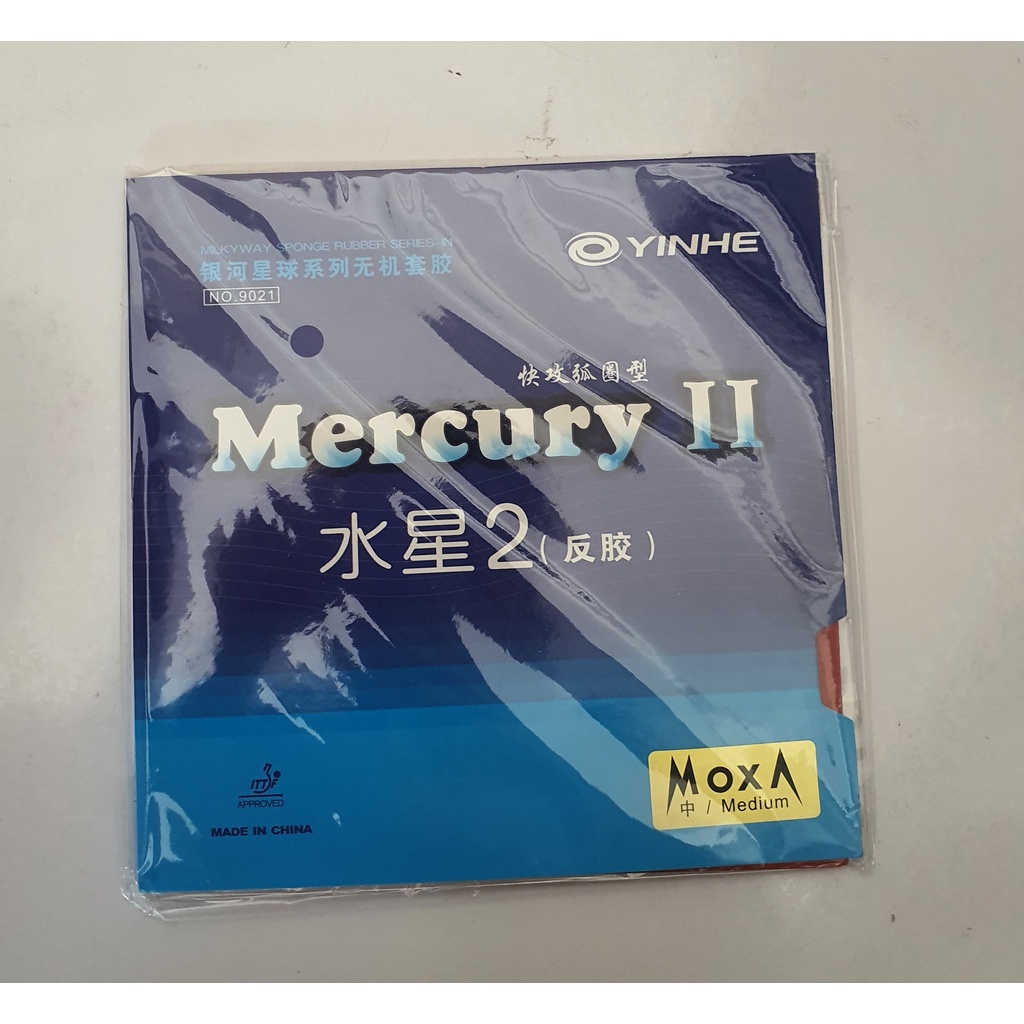 MILKYWAY SPONGE RUBBER SERIES-IN
银河星球系列无机套胶
NO.9021
YINHE
快攻弧圈型
Mercury II
水星2(反胶)
ITTF
APPROVED
MADE IN CHINA
MOXA
中 / Medium